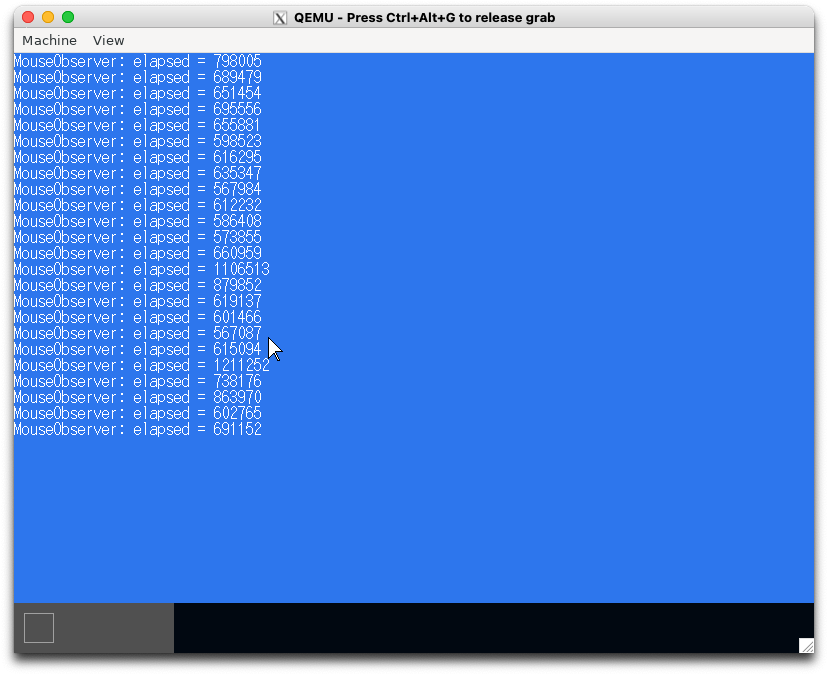 QEMU - Press Ctrl+Alt+G to release grab
Machine View
MouseObserver: elapsed = 798005
MouseObserver: elapsed = 689479
MouseObserver: elapsed = 651454
MouseObserver: elapsed = 695556
MouseObserver: elapsed = 655881
MouseObserver: elapsed = 598523
MouseObserver: elapsed = 616295
MouseObserver: elapsed = 635347
MouseObserver: elapsed = 567984
MouseObserver: elapsed = 612232
MouseObserver: elapsed = 586408
MouseObserver: elapsed = 573855
MouseObserver: elapsed = 660959
MouseObserver: elapsed = 1106513
MouseObserver: elapsed = 879852
MouseObserver: elapsed = 619137
MouseObserver: elapsed = 601466
MouseObserver: elapsed = 567087
MouseObserver: elapsed = 615094
MouseObserver: elapsed = 1211252
MouseObserver: elapsed = 738176
MouseObserver: elapsed = 863970
MouseObserver: elapsed = 602765
MouseObserver: elapsed = 691152